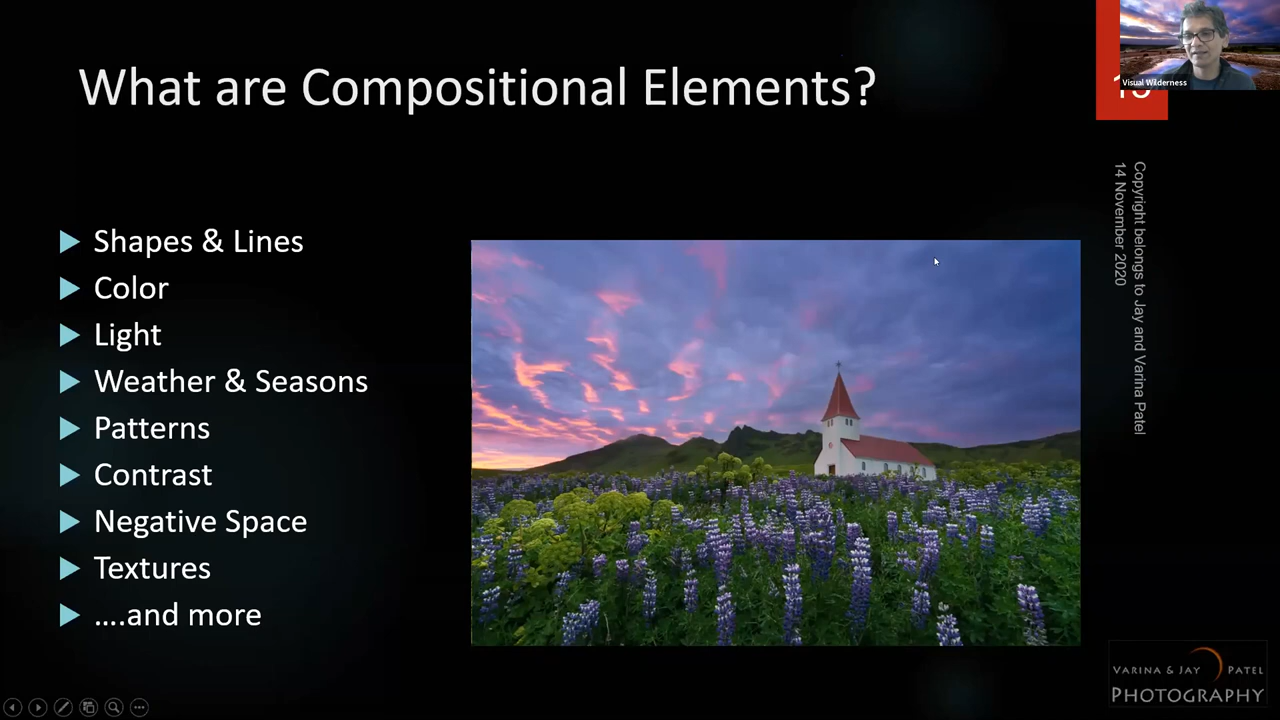 What are Compositional Elements?
Visual Wilderness
Shapes & Lines
Color
Light
Weather & Seasons
Patterns
Contrast
Negative Space
Textures
....and more
Copyright belongs to Jay and Varina Patel
14 November 2020
VARINA & JAY PATEL
PHOTOGRAPHY